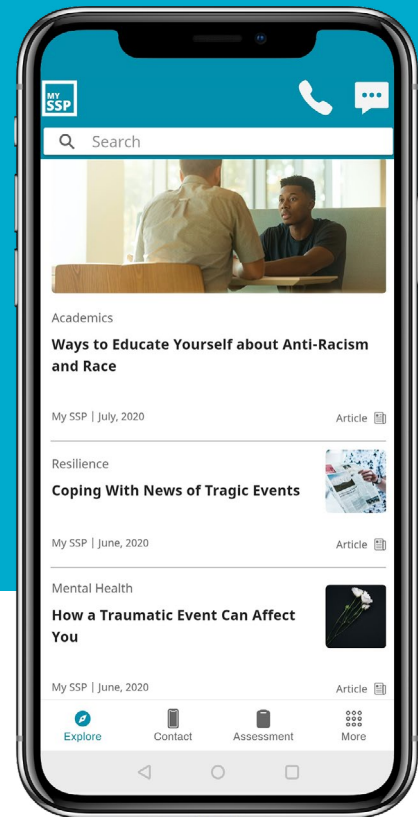 MY
SSP
Search
Academics
Ways to Educate Yourself about Anti-Racism
and Race
My SSP | July, 2020
Article
Resilience
Coping With News of Tragic Events
My SSP | June, 2020
Article
Mental Health
How a Traumatic Event Can Affect
You
My SSP | June, 2020
Article
Explore
Contact
Assessment
More